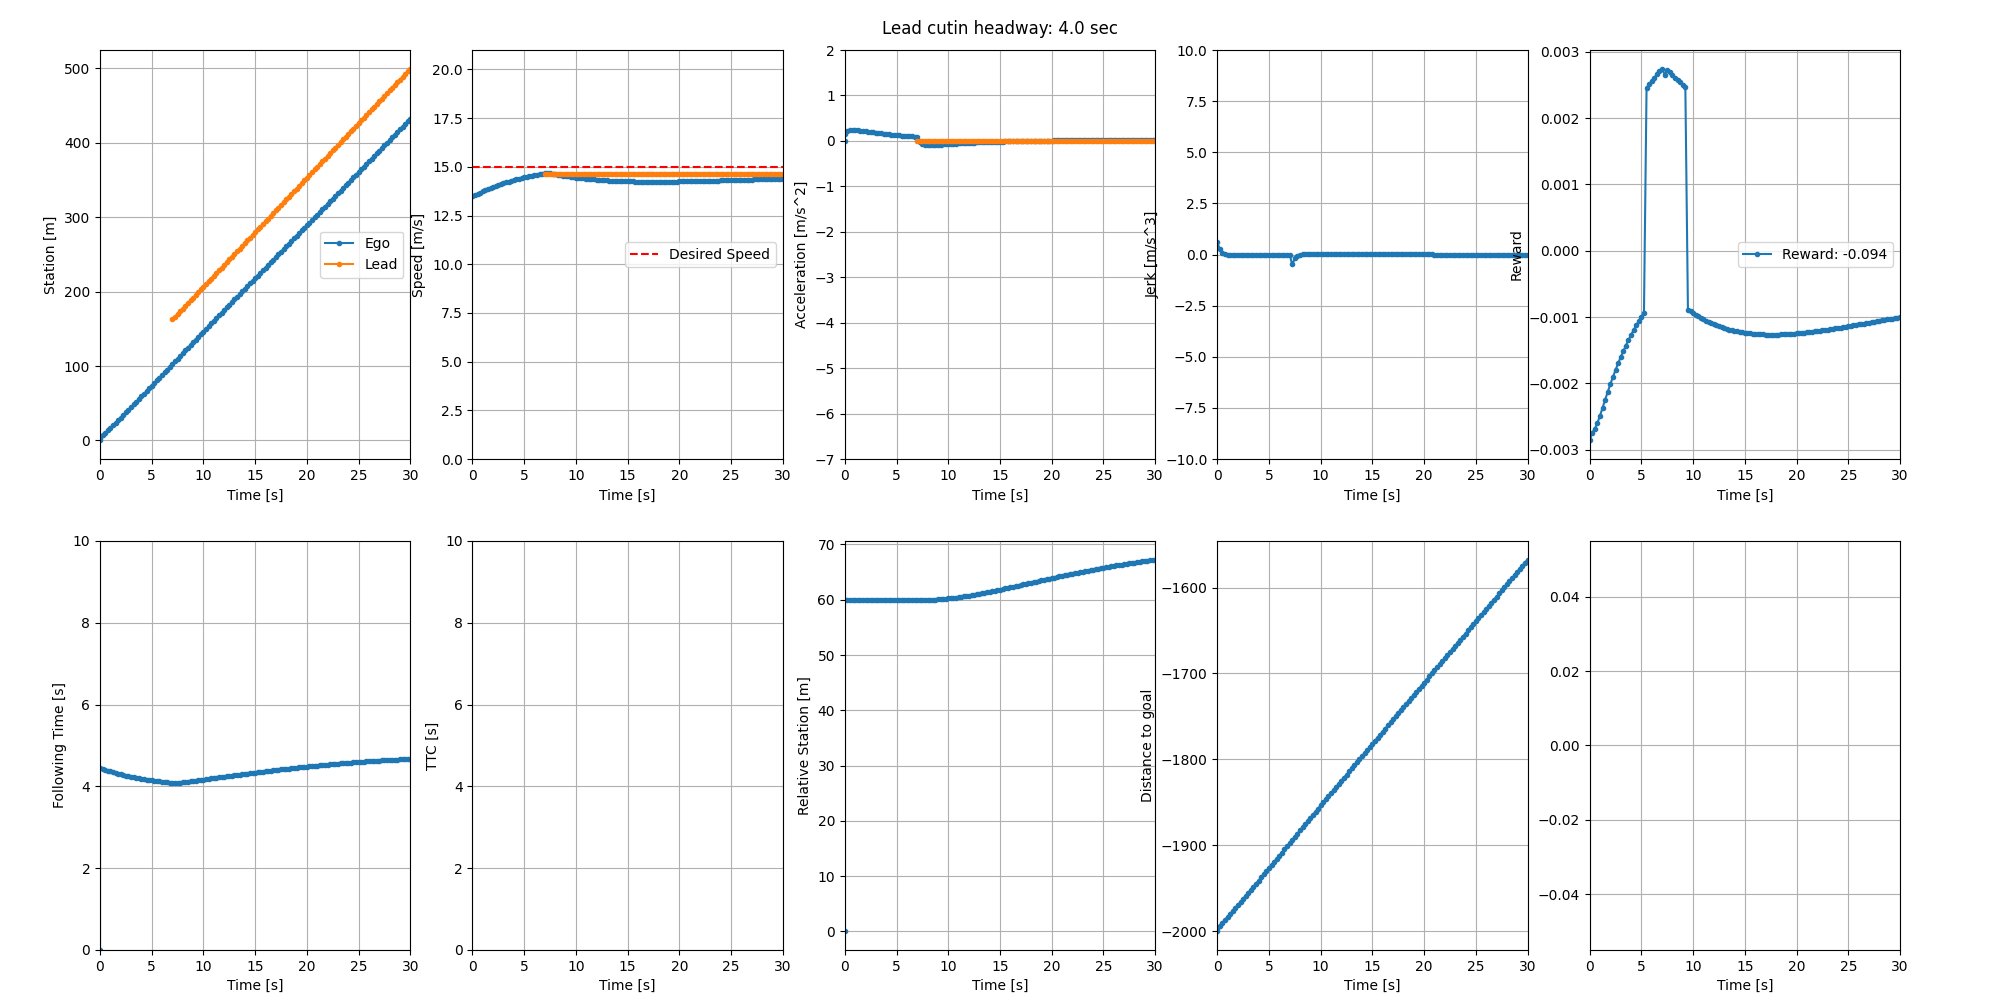 Lead cutin headway: 4.0 sec
Station [m]
500
400
300
200
100
0
0 5 10 15 20 25 30
Time [s]
Ego
Lead
Speed [m/s]
20.0
17.5
15.0
12.5
10.0
7.5
5.0
2.5
0.0
0 5 10 15 20 25 30
Time [s]
Desired Speed
Acceleration [m/s^2]
2
1
0
−1
−2
−3
−4
−5
−6
−7
0 5 10 15 20 25 30
Time [s]
Jerk [m/s^3]
10.0
7.5
5.0
2.5
0.0
−2.5
−5.0
−7.5
−10.0
0 5 10 15 20 25 30
Time [s]
Reward
0.003
0.002
0.001
0.000
−0.001
−0.002
−0.003
0 5 10 15 20 25 30
Time [s]
Reward: -0.094
Following Time [s]
10
8
6
4
2
0
0 5 10 15 20 25 30
Time [s]
TTC [s]
10
8
6
4
2
0
0 5 10 15 20 25 30
Time [s]
Relative Station [m]
70
60
50
40
30
20
10
0
0 5 10 15 20 25 30
Time [s]
Distance to goal
−1600
−1700
−1800
−1900
−2000
0 5 10 15 20 25 30
Time [s]
0.04
0.02
0.00
−0.02
−0.04
0 5 10 15 20 25 30
Time [s]